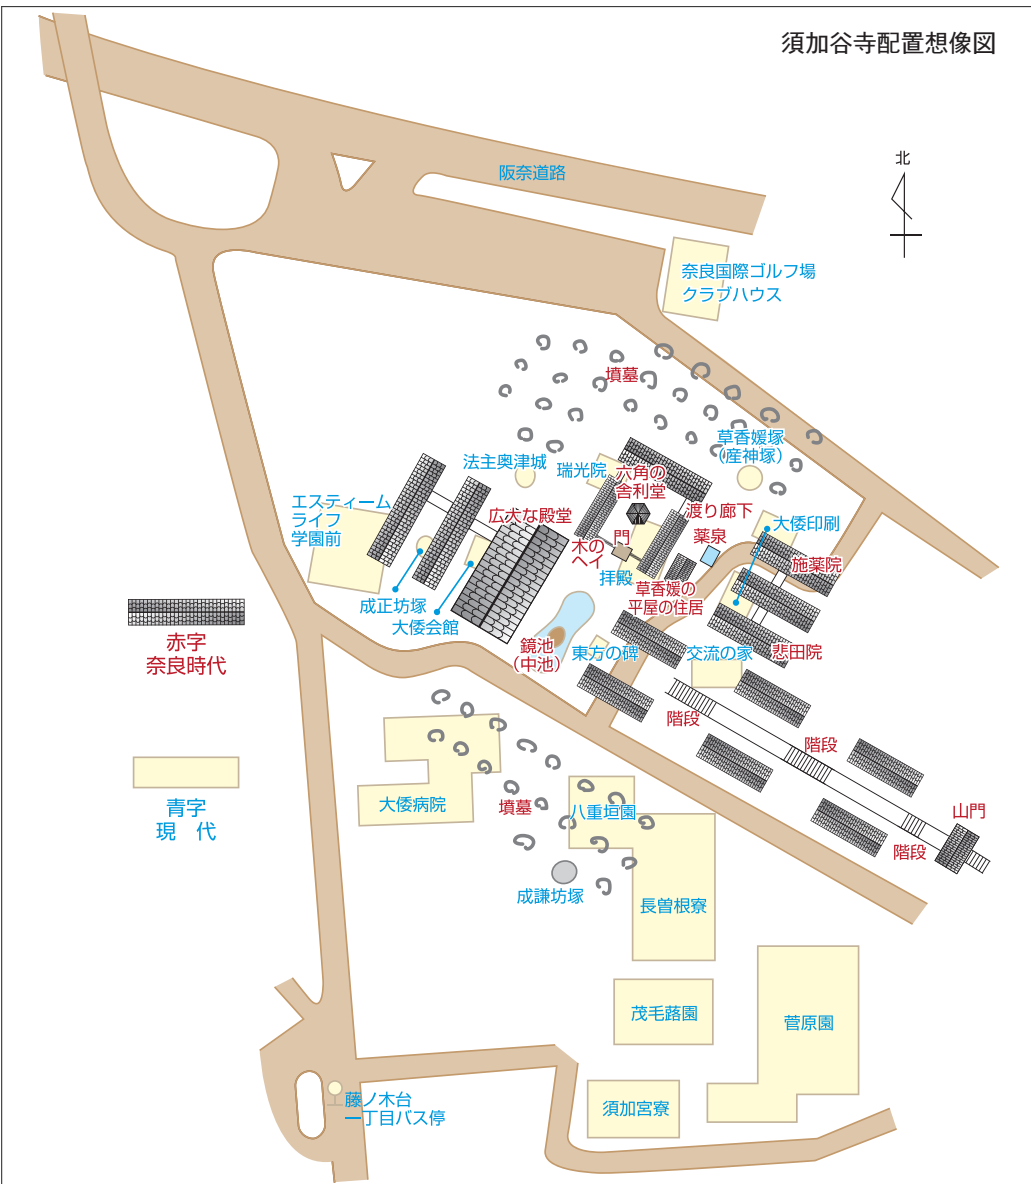 須加谷寺配置想像図
北
阪奈道路
奈良国際ゴルフ場
クラブハウス
墳墓
草香媛塚
（産神塚）
法主奥津城
瑞光院
六角の
舎利堂
エスティーム
ライフ
学園前
広大な殿堂
渡り廊下
大倭印刷
木の
ヘイ
門
薬泉
拝殿
施薬院
草香媛の
平屋の住居
成正坊塚
大倭会館
赤字
奈良時代
鏡池
（中池）
東方の碑
交流の家
悲田院
階段
階段
青字
現　代
大倭病院
墳墓
八重垣園
山門
階段
成謙坊塚
長曽根寮
茂毛蕗園
菅原園
須加宮寮
藤ノ木台
一丁目バス停